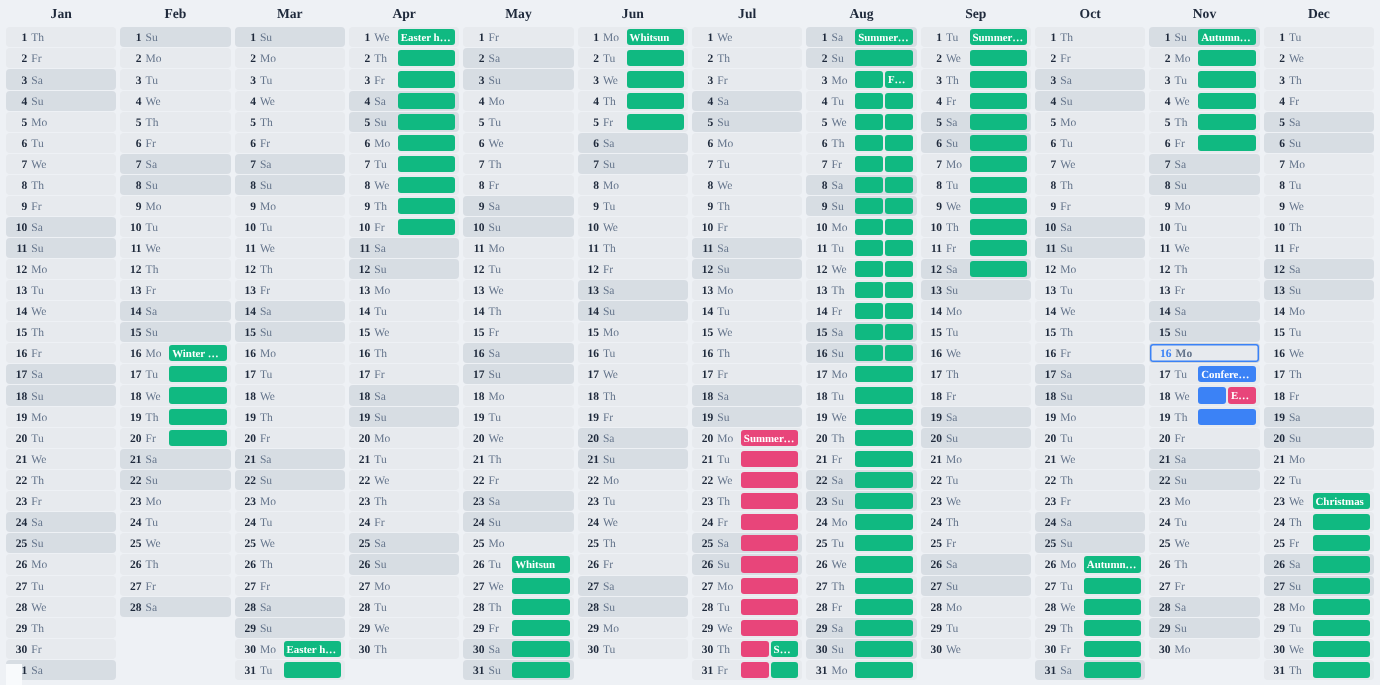 Jan Feb Mar Apr May Jun Jul Aug Sep Oct Nov Dec
1 Th 1 Su 1 Su 1 We Easter h… 1 Fr 1 Mo Whitsun 1 We 1 Sa Summer… 1 Tu Summer… 1 Th 1 Su Autumn… 1 Tu
2 Fr 2 Mo 2 Mo 2 Th 2 Sa 2 Tu 2 Th 2 Su 2 We 2 Fr 2 Mo 2 We
3 Sa 3 Tu 3 Tu 3 Fr 3 Su 3 We 3 Fr 3 Mo F… 3 Th 3 Sa 3 Tu 3 Th
4 Su 4 We 4 We 4 Sa 4 Mo 4 Th 4 Sa 4 Tu 4 Fr 4 Su 4 We 4 Fr
5 Mo 5 Th 5 Th 5 Su 5 Tu 5 Fr 5 Su 5 We 5 Sa 5 Mo 5 Th 5 Sa
6 Tu 6 Fr 6 Fr 6 Mo 6 We 6 Sa 6 Mo 6 Th 6 Su 6 Tu 6 Fr 6 Su
7 We 7 Sa 7 Sa 7 Tu 7 Th 7 Su 7 Tu 7 Fr 7 Mo 7 We 7 Sa 7 Mo
8 Th 8 Su 8 Su 8 We 8 Fr 8 Mo 8 We 8 Sa 8 Tu 8 Th 8 Su 8 Tu
9 Fr 9 Mo 9 Mo 9 Th 9 Sa 9 Tu 9 Th 9 Su 9 We 9 Fr 9 Mo 9 We
10 Sa 10 Tu 10 Tu 10 Fr 10 Su 10 We 10 Fr 10 Mo 10 Th 10 Sa 10 Tu 10 Th
11 Su 11 We 11 We 11 Sa 11 Mo 11 Th 11 Sa 11 Tu 11 Fr 11 Su 11 We 11 Fr
12 Mo 12 Th 12 Th 12 Su 12 Tu 12 Fr 12 Su 12 We 12 Sa 12 Mo 12 Th 12 Sa
13 Tu 13 Fr 13 Fr 13 Mo 13 We 13 Sa 13 Mo 13 Th 13 Su 13 Tu 13 Fr 13 Su
14 We 14 Sa 14 Sa 14 Tu 14 Th 14 Su 14 Tu 14 Fr 14 Mo 14 We 14 Sa 14 Mo
15 Th 15 Su 15 Su 15 We 15 Fr 15 Mo 15 We 15 Sa 15 Tu 15 Th 15 Su 15 Tu
16 Fr 16 Mo Winter … 16 Mo 16 Th 16 Sa 16 Tu 16 Th 16 Su 16 We 16 Fr 16 Mo 16 We
17 Sa 17 Tu 17 Tu 17 Fr 17 Su 17 We 17 Fr 17 Mo 17 Th 17 Sa 17 Tu Confere… 17 Th
18 Su 18 We 18 We 18 Sa 18 Mo 18 Th 18 Sa 18 Tu 18 Fr 18 Su 18 We E… 18 Fr
19 Mo 19 Th 19 Th 19 Su 19 Tu 19 Fr 19 Su 19 We 19 Sa 19 Mo 19 Th 19 Sa
20 Tu 20 Fr 20 Fr 20 Mo 20 We 20 Sa 20 Mo Summer… 20 Th 20 Su 20 Tu 20 Fr 20 Su
21 We 21 Sa 21 Sa 21 Tu 21 Th 21 Su 21 Tu 21 Fr 21 Mo 21 We 21 Sa 21 Mo
22 Th 22 Su 22 Su 22 We 22 Fr 22 Mo 22 We 22 Sa 22 Tu 22 Th 22 Su 22 Tu
23 Fr 23 Mo 23 Mo 23 Th 23 Sa 23 Tu 23 Th 23 Su 23 We 23 Fr 23 Mo 23 We Christmas
24 Sa 24 Tu 24 Tu 24 Fr 24 Su 24 We 24 Fr 24 Mo 24 Th 24 Sa 24 Tu 24 Th
25 Su 25 We 25 We 25 Sa 25 Mo 25 Th 25 Sa 25 Tu 25 Fr 25 Su 25 We 25 Fr
26 Mo 26 Th 26 Th 26 Su 26 Tu Whitsun 26 Fr 26 Su 26 We 26 Sa 26 Mo Autumn… 26 Th 26 Sa
27 Tu 27 Fr 27 Fr 27 Mo 27 We 27 Sa 27 Mo 27 Th 27 Su 27 Tu 27 Fr 27 Su
28 We 28 Sa 28 Sa 28 Tu 28 Th 28 Su 28 Tu 28 Fr 28 Mo 28 We 28 Sa 28 Mo
29 Th 29 Su 29 We 29 Fr 29 Mo 29 We 29 Sa 29 Tu 29 Th 29 Su 29 Tu
30 Fr 30 Mo Easter h… 30 Th 30 Sa 30 Tu 30 Th S… 30 Su 30 We 30 Fr 30 Mo 30 We
1 Sa 31 Tu 31 Su 31 Fr 31 Mo 31 Sa 31 Th